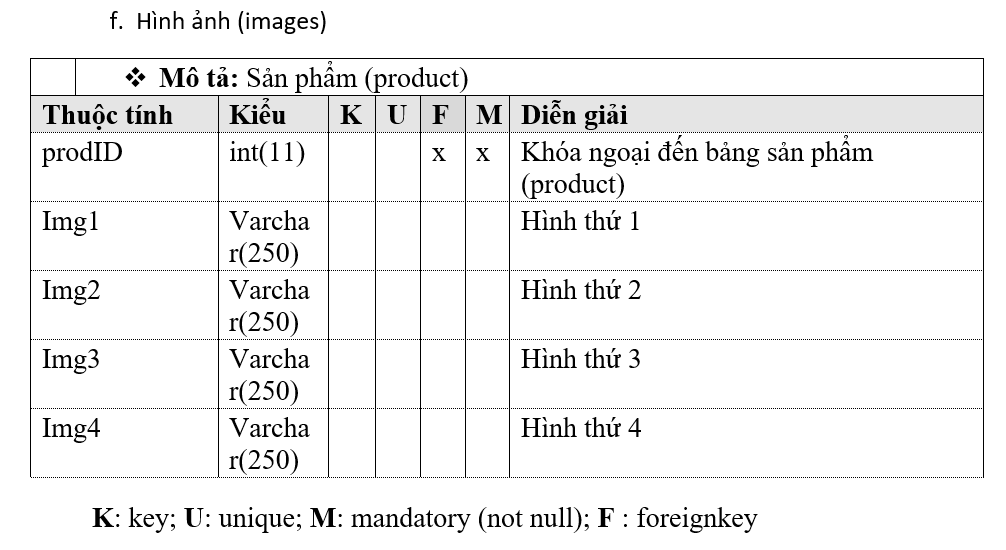 f. Hình ảnh (images)
❖ Mô tả: Sản phẩm (product)
Thuộc tính Kiểu K U F M Diễn giải
prodID int(11) x x Khóa ngoại đến bảng sản phẩm
(product)
Img1 Varcha Hình thứ 1
r(250)
Img2 Varcha Hình thứ 2
r(250)
Img3 Varcha Hình thứ 3
r(250)
Img4 Varcha Hình thứ 4
r(250)
K: key; U: unique; M: mandatory (not null); F : foreignkey